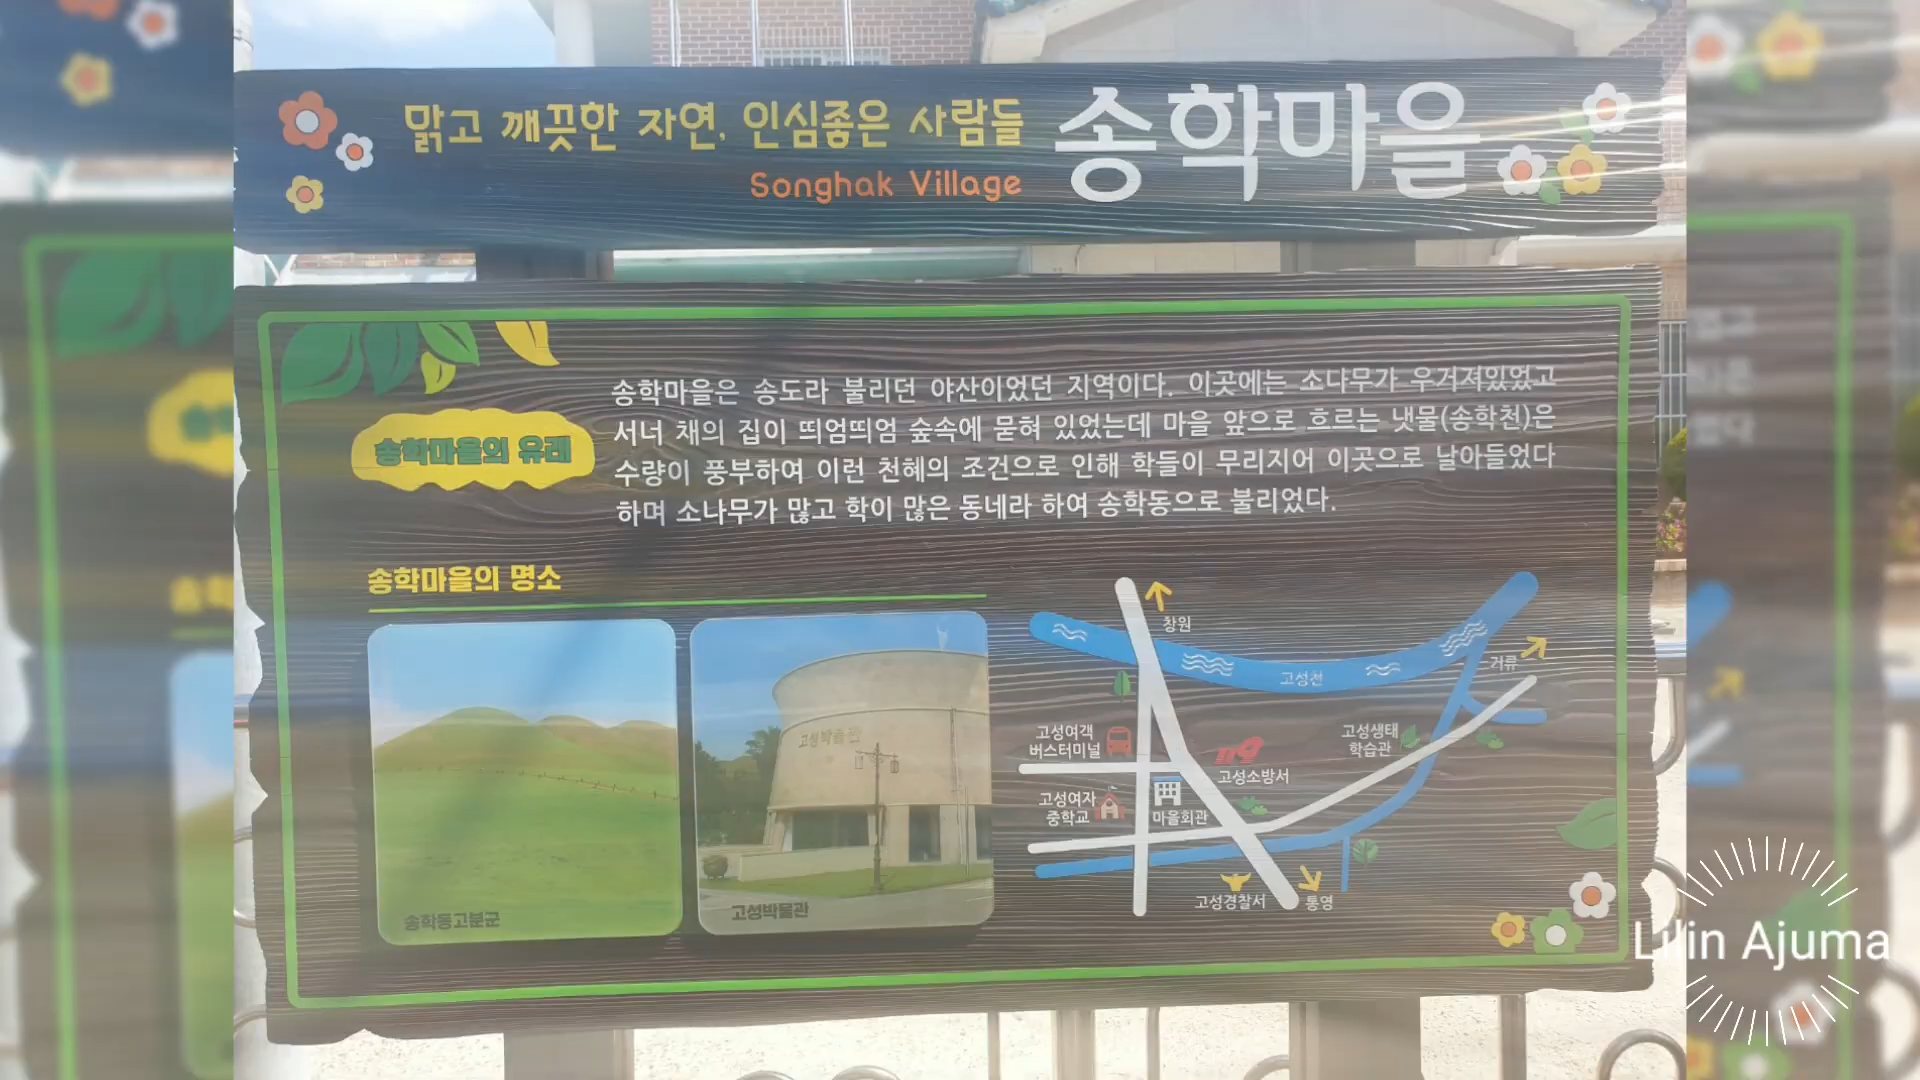 맑고 깨끗한 자연, 인심좋은 사람들
Songhak Village
송학마을
송학마을의 유래
송학마을은 송도라 불리던 야산이었던 지역이다. 이곳에는 소나무가 우거져있었고
서너 채의 집이 띄엄띄엄 숲속에 묻혀 있었는데 마을 앞으로 흐르는 냇물(송학천)은
수량이 풍부하여 이런 천혜의 조건으로 인해 학들이 무리지어 이곳으로 날아들었다
하며 소나무가 많고 학이 많은 동네라 하여 송학동으로 불리었다.
송학마을의 명소
송학동고분군
고성박물관
고성박물관
창원
고성천
거류
고성여객
버스터미널
119
고성소방서
고성생태
학습관
고성여자
중학교
마을회관
고성경찰서
통영
Lilin Ajuma